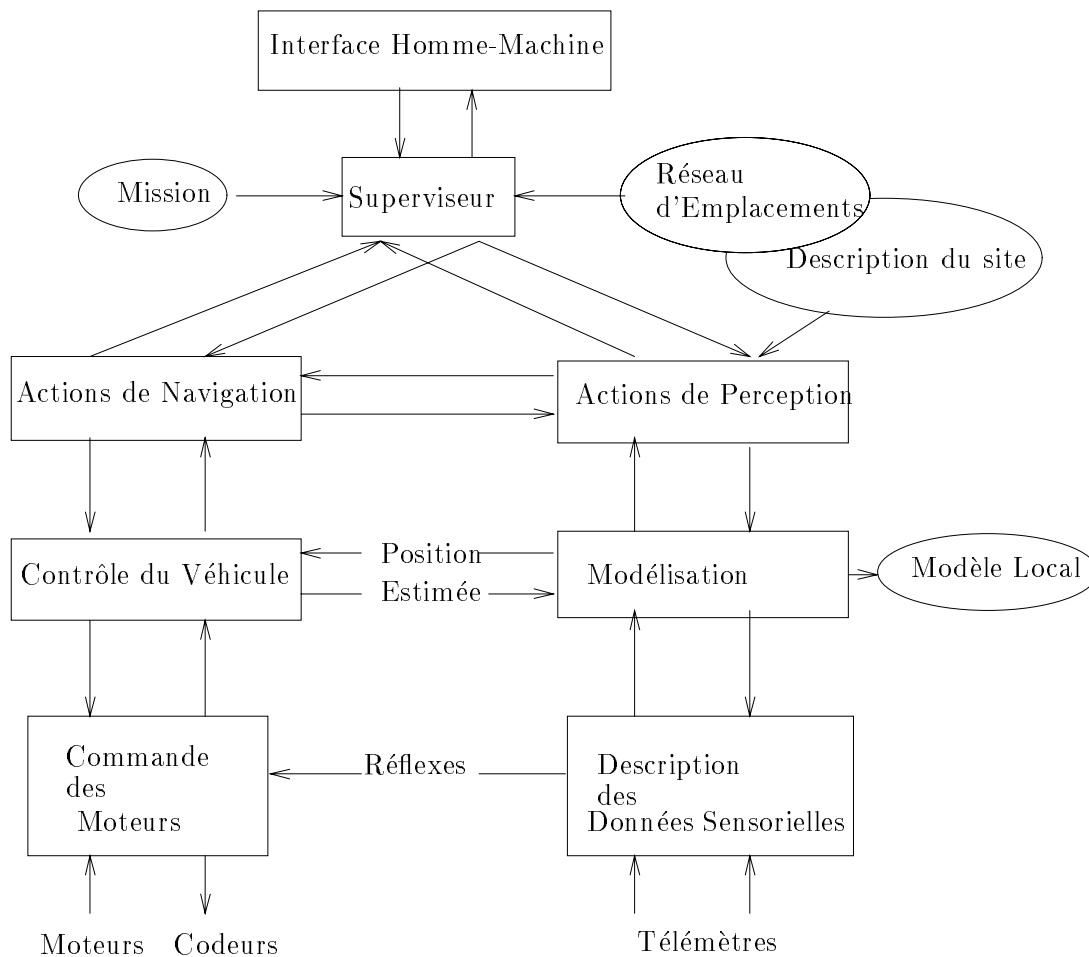 Interface Homme-Machine
Mission
Superviseur
Réseau
d'Emplacements
Description du site
Actions de Navigation
Actions de Perception
Contrôle du Véhicule
Position
Estimée
Modélisation
Modèle Local
Commande
des
Moteurs
Réflexes
Description
des
Données Sensorielles
Moteurs
Codeurs
Télémètres